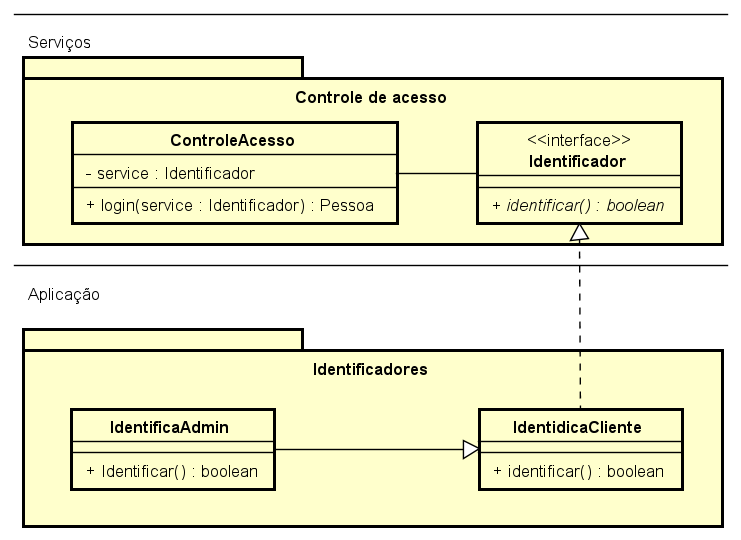 Serviços
Controle de acesso
ControleAcesso
- service : Identificador
+ login(service : Identificador) : Pessoa
<<interface>>
Identificador
+ identificar() : boolean
Aplicação
Identificadores
IdentificaAdmin
+ Identificar() : boolean
IdentidicaCliente
+ identificar() : boolean